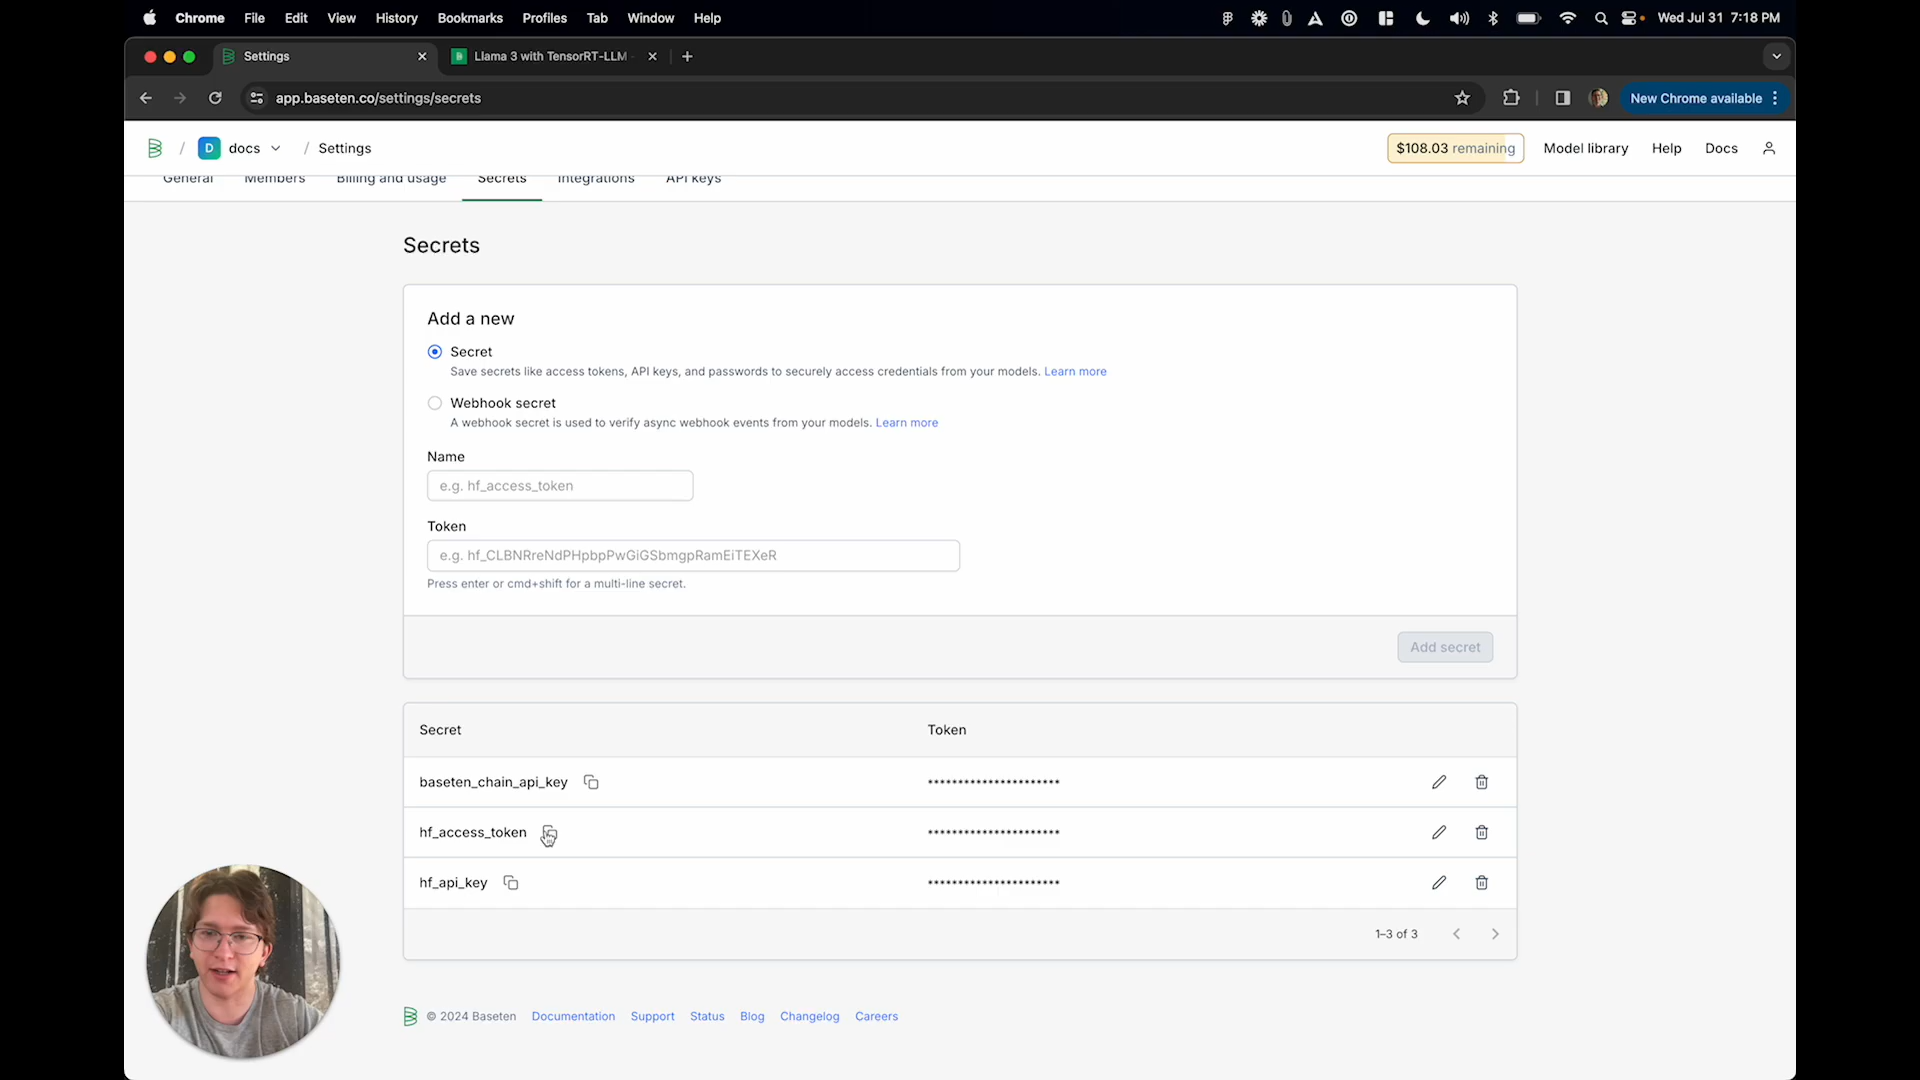 Chrome File Edit View History Bookmarks Profiles Tab Window Help Wed Jul 31 7:18 PM
Settings Llama 3 with TensorRT-LLM
app.baseten.co/settings/secrets New Chrome available
/ D docs / Settings $108.03 remaining Model library Help Docs
General Members Billing and usage Secrets Integrations API keys
Secrets
Add a new
Secret
Save secrets like access tokens, API keys, and passwords to securely access credentials from your models. Learn more
Webhook secret
A webhook secret is used to verify async webhook events from your models. Learn more
Name
e.g. hf_access_token
Token
e.g. 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
Press enter or cmd+shift for a multi-line secret.
Add secret
Secret Token
baseten_chain_api_key **********************
hf_access_token **********************
hf_api_key **********************
1–3 of 3
© 2024 Baseten Documentation Support Status Blog Changelog Careers